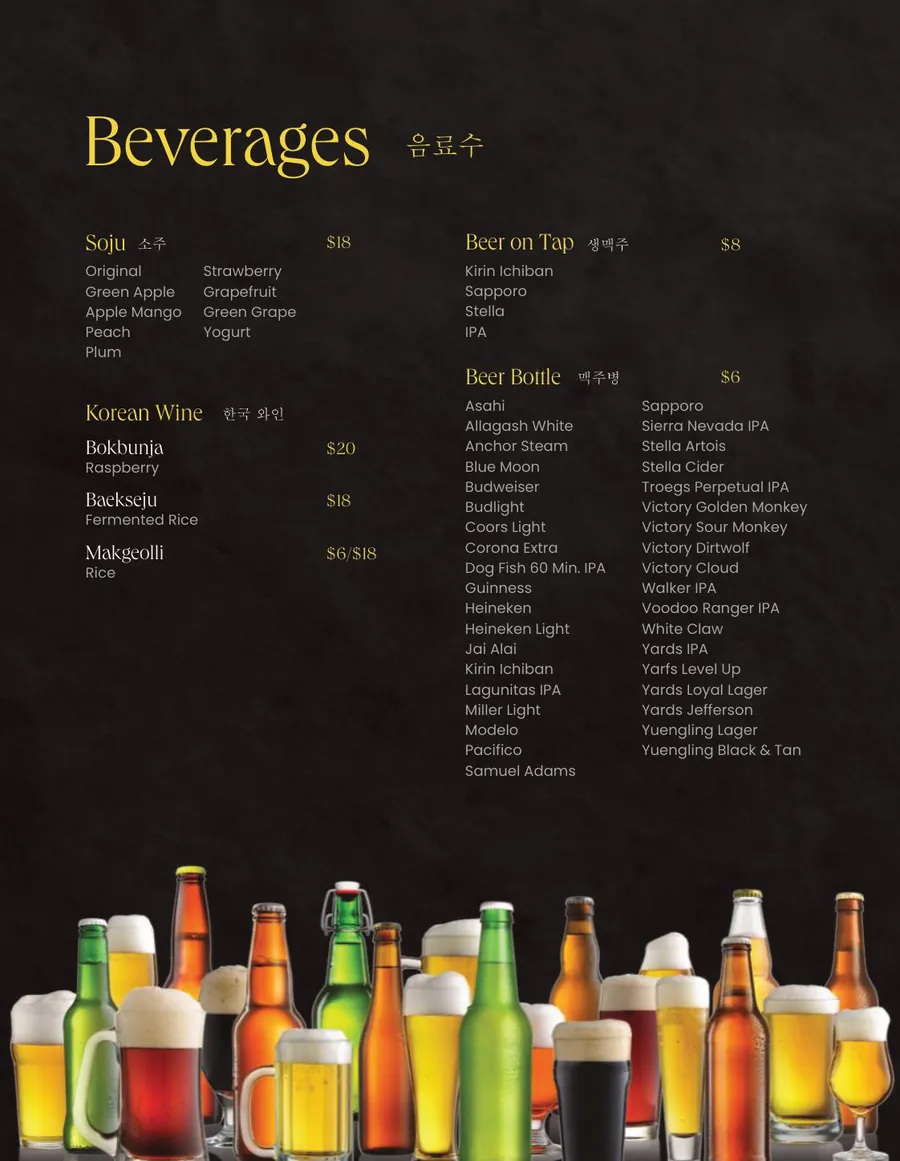 Beverages 음료수
Soju 소주 $18
Original Strawberry
Green Apple Grapefruit
Apple Mango Green Grape
Peach Yogurt
Plum
Korean Wine 한국 와인
Bokbunja $20
Raspberry
Baekseju $18
Fermented Rice
Makgeolli $6/$18
Rice
Beer on Tap 생맥주 $8
Kirin Ichiban
Sapporo
Stella
IPA
Beer Bottle 맥주병 $6
Asahi Sapporo
Allagash White Sierra Nevada IPA
Anchor Steam Stella Artois
Blue Moon Stella Cider
Budweiser Troegs Perpetual IPA
Budlight Victory Golden Monkey
Coors Light Victory Sour Monkey
Corona Extra Victory Dirtwolf
Dog Fish 60 Min. IPA Victory Cloud
Guinness Walker IPA
Heineken Voodoo Ranger IPA
Heineken Light White Claw
Jai Alai Yards IPA
Kirin Ichiban Yarfs Level Up
Lagunitas IPA Yards Loyal Lager
Miller Light Yards Jefferson
Modelo Yuengling Lager
Pacifico Yuengling Black & Tan
Samuel Adams